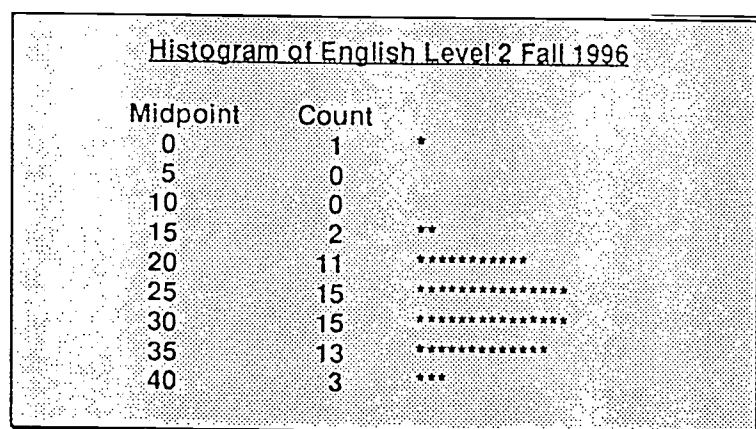 Histogram of English Level 2 Fall 1996
Midpoint Count
0 1 *
5 0
10 0
15 2 **
20 11 ***********
25 15 ***************
30 15 ***************
35 13 *************
40 3 ***